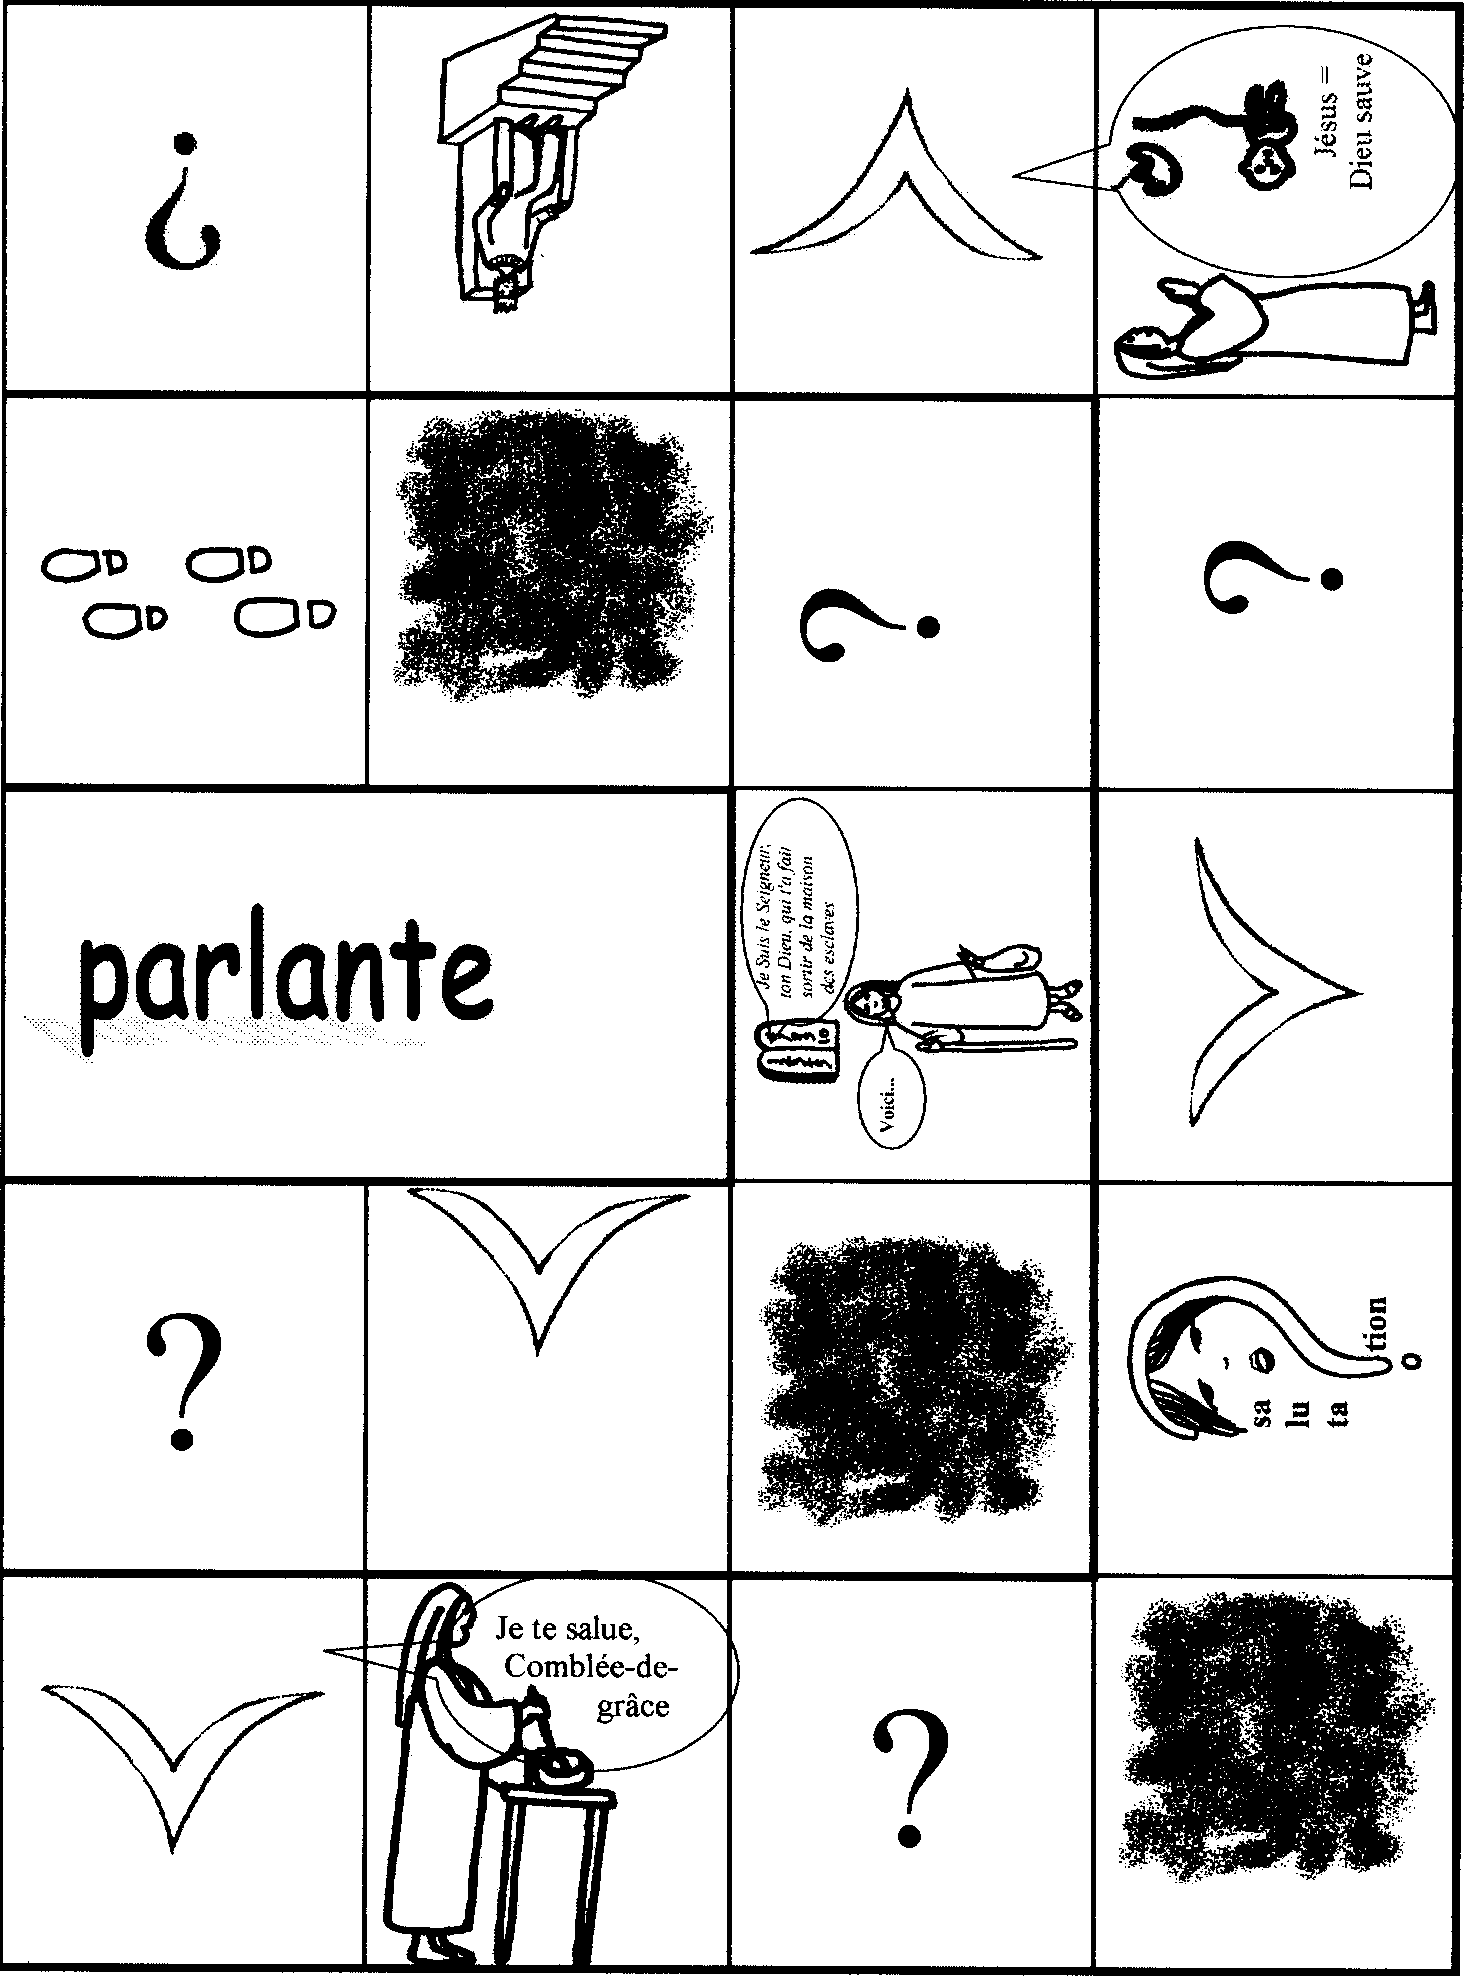 ?
Jésus =
Dieu sauve
?
?
parlante
Je Suis le Seigneur,
ton Dieu, qui t'a fait
sortir de la maison
des esclaves
Voici...
10
?
sa
lu
ta
tion
Je te salue,
Comblée-de-
grâce
?